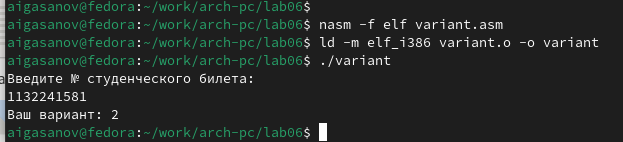 aigasanov@fedora:~/work/arch-pc/lab06$
aigasanov@fedora:~/work/arch-pc/lab06$ nasm -f elf variant.asm
aigasanov@fedora:~/work/arch-pc/lab06$ ld -m elf_i386 variant.o -o variant
aigasanov@fedora:~/work/arch-pc/lab06$ ./variant
Введите № студенческого билета:
1132241581
Ваш вариант: 2
aigasanov@fedora:~/work/arch-pc/lab06$